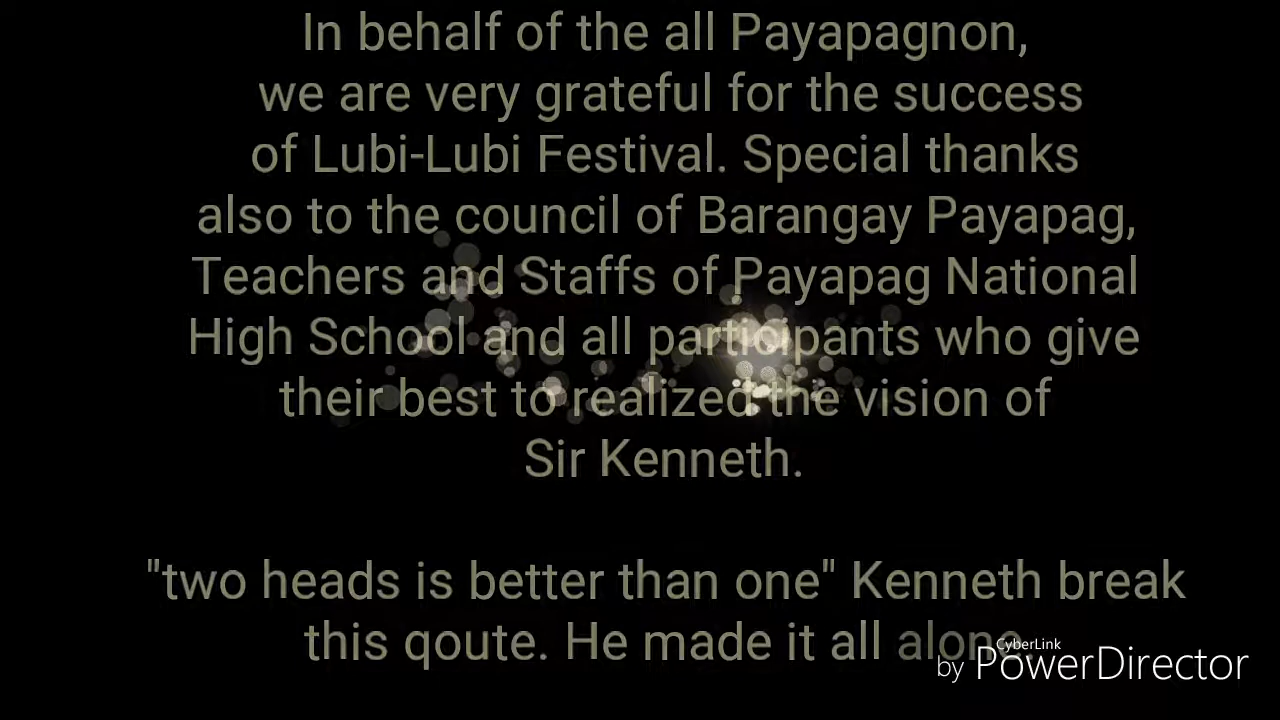 In behalf of the all Payapagnon,
we are very grateful for the success
of Lubi-Lubi Festival. Special thanks
also to the council of Barangay Payapag,
Teachers and Staffs of Payapag National
High School and all participants who give
their best to realized the vision of
Sir Kenneth.
"two heads is better than one" Kenneth break
this qoute. He made it all alone.
CyberLink
by PowerDirector